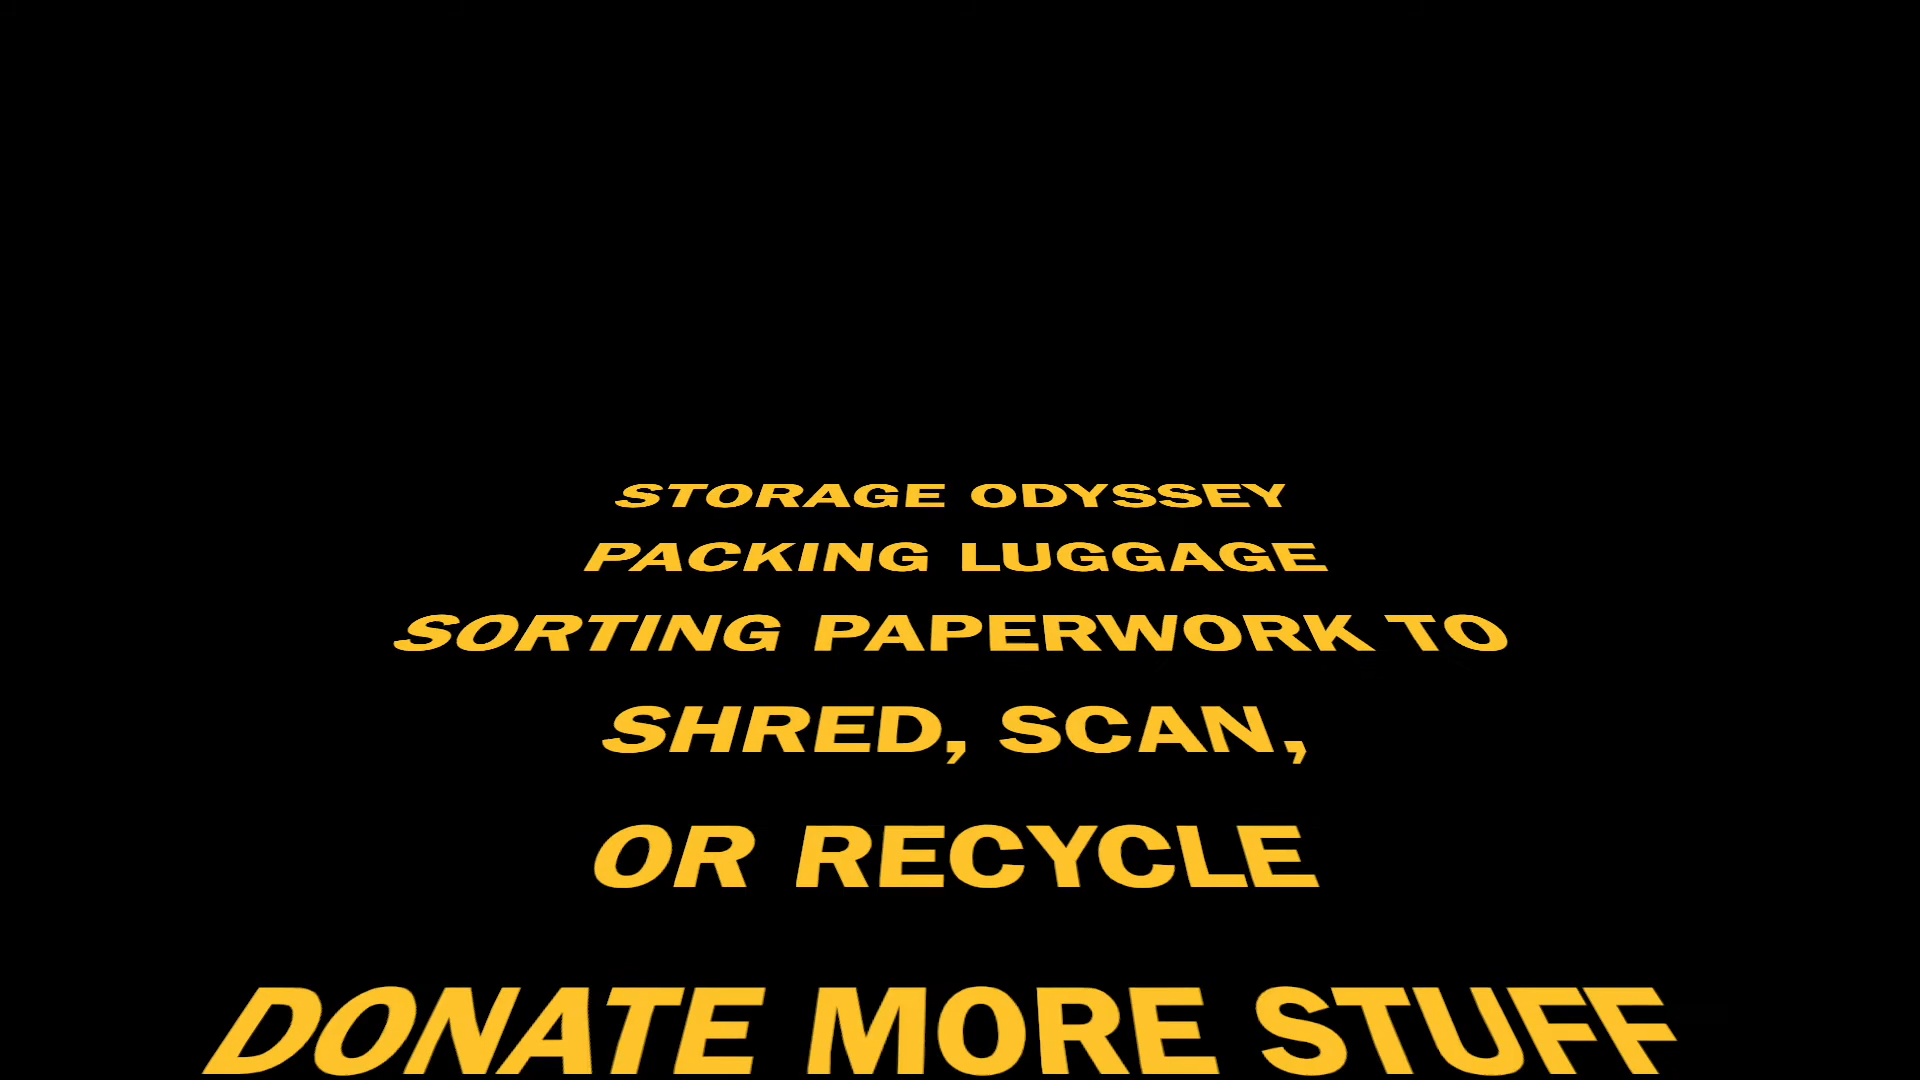 STORAGE ODYSSEY
PACKING LUGGAGE
SORTING PAPERWORK TO
SHRED, SCAN,
OR RECYCLE
DONATE MORE STUFF